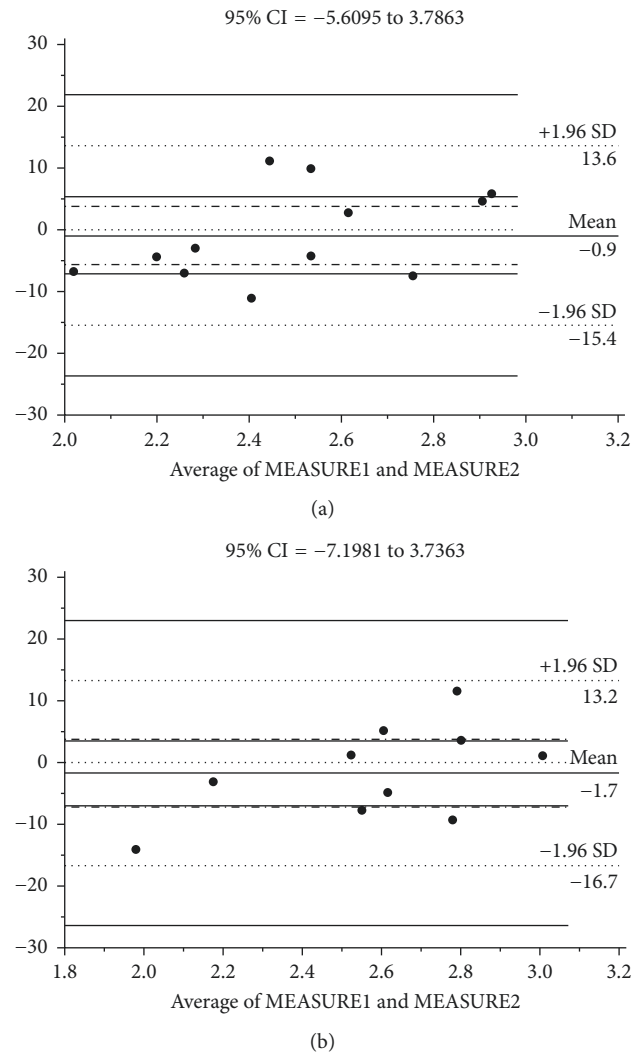 95% CI = −5.6095 to 3.7863
30
20
+1.96 SD
13.6
10
0
Mean
−0.9
−10
−1.96 SD
−15.4
−20
−30
2.0 2.2 2.4 2.6 2.8 3.0 3.2
Average of MEASURE1 and MEASURE2
(a)
95% CI = −7.1981 to 3.7363
30
20
+1.96 SD
13.2
10
0
Mean
−1.7
−10
−1.96 SD
−16.7
−20
−30
1.8 2.0 2.2 2.4 2.6 2.8 3.0 3.2
Average of MEASURE1 and MEASURE2
(b)